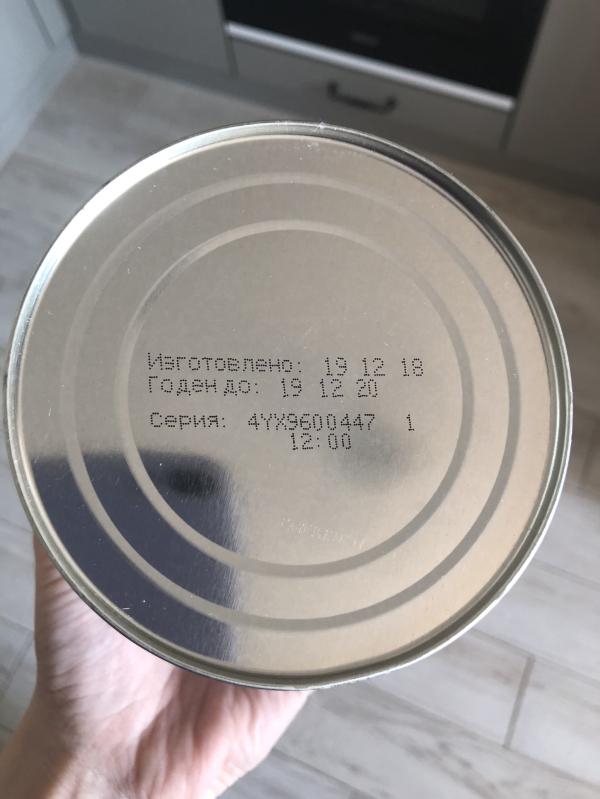 Изготовлено: 19 12 18
Годен до: 19 12 20
Серия: 4YX9600447 1
12:00